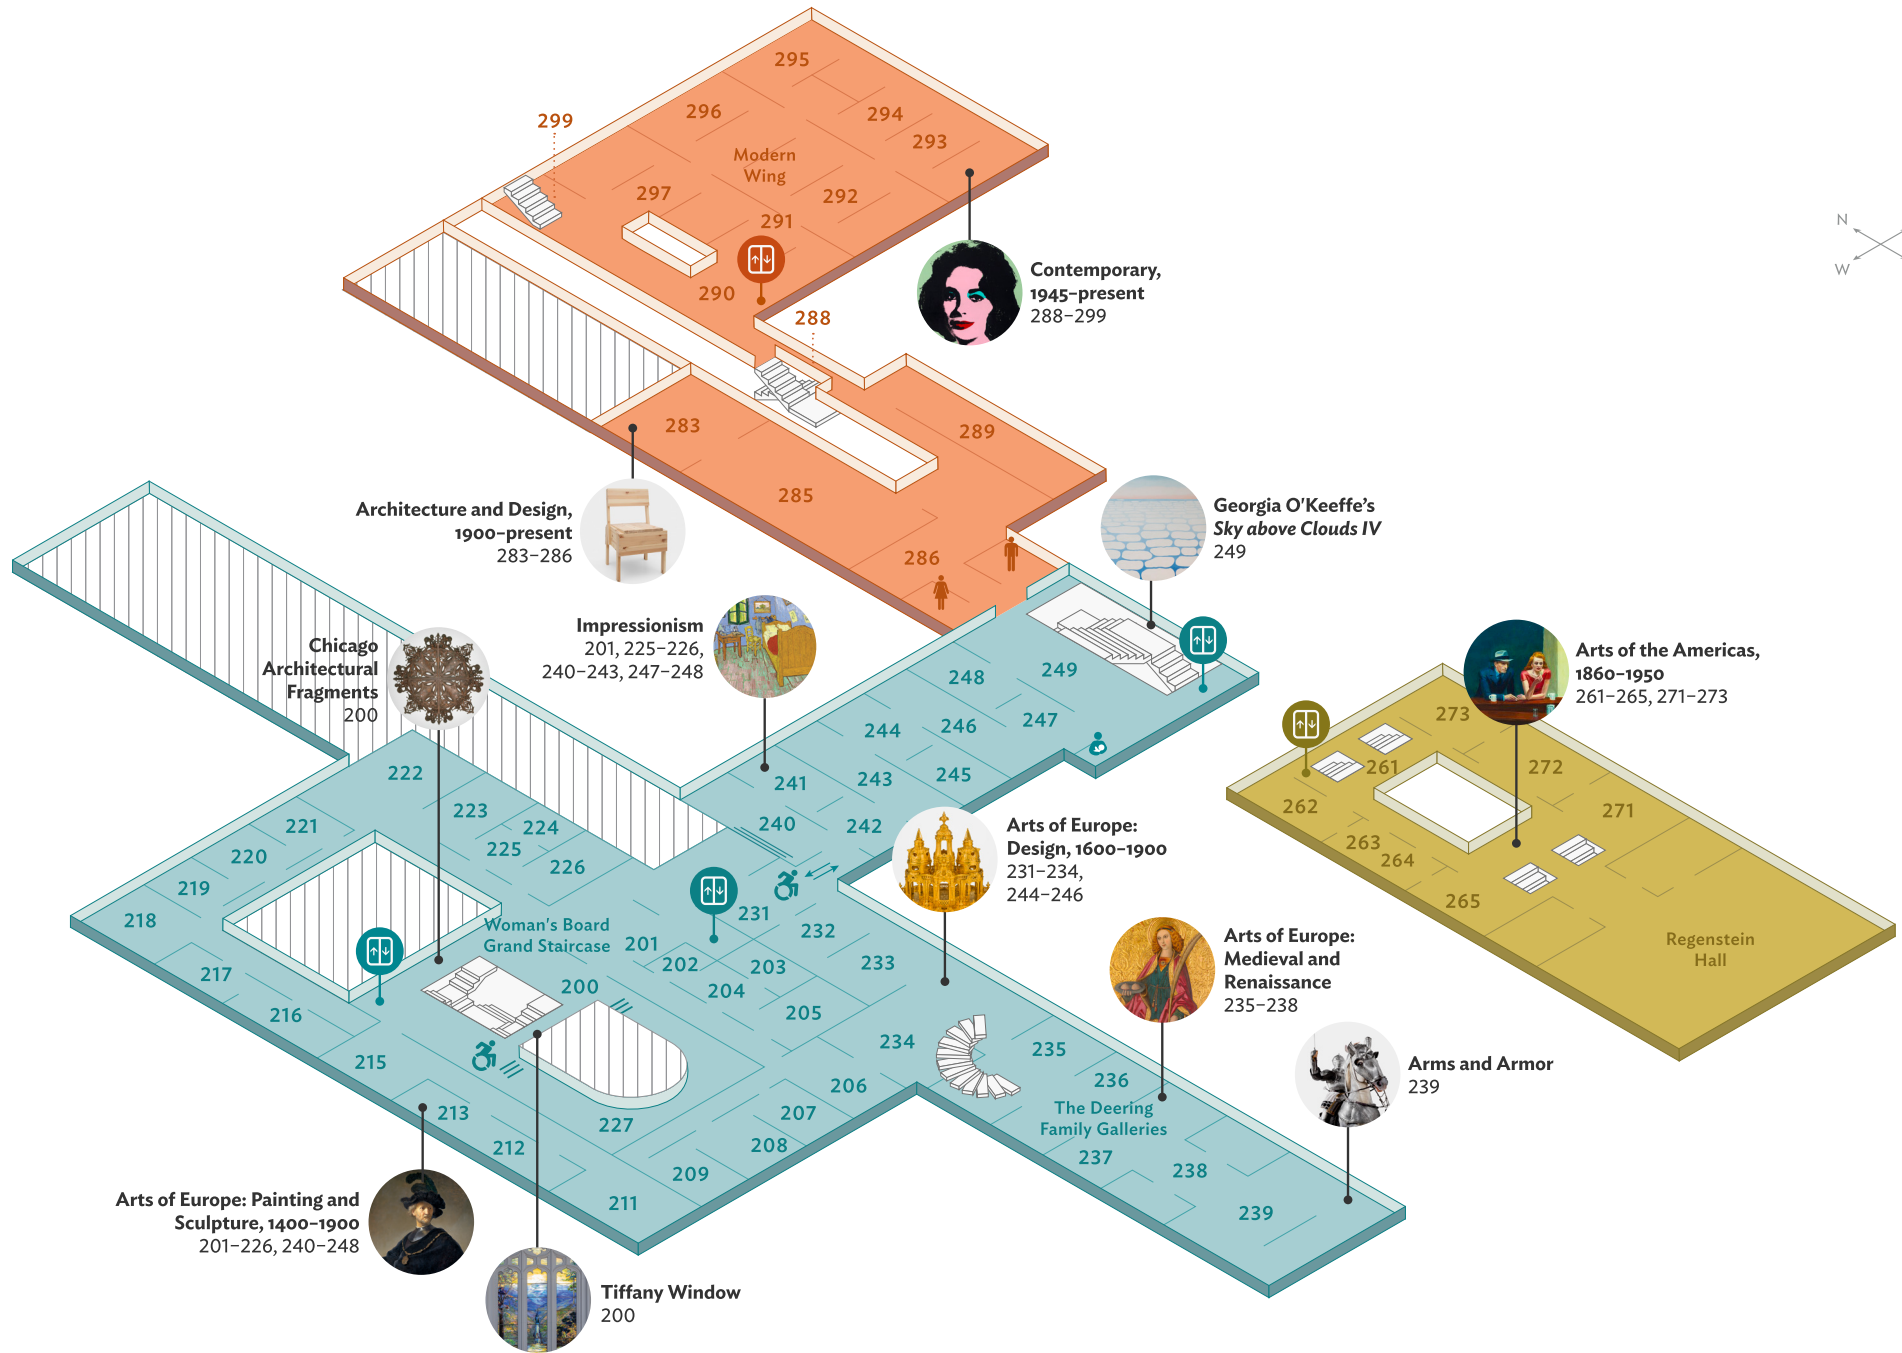 295
296
294
299
293
Modern
Wing
297
292
291
N
W
290
Contemporary,
1945–present
288–299
288
283
289
285
Architecture and Design,
1900–present
283–286
Georgia O'Keeffe's
Sky above Clouds IV
249
286
Impressionism
201, 225–226,
240–243, 247–248
Chicago
Architectural
Fragments
200
248
249
Arts of the Americas,
1860–1950
261–265, 271–273
244
246
247
273
222
241
243
245
261
272
223
262
271
221
224
240
242
263
225
264
220
226
Arts of Europe:
Design, 1600–1900
231–234,
244–246
219
265
218
231
Woman's Board
Grand Staircase
201
232
Arts of Europe:
Medieval and
Renaissance
235–238
Regenstein
Hall
217
202
203
233
200
204
216
205
234
235
215
236
Arms and Armor
239
206
213
207
The Deering
Family Galleries
227
212
208
237
209
238
211
239
Arts of Europe: Painting and
Sculpture, 1400–1900
201–226, 240–248
Tiffany Window
200